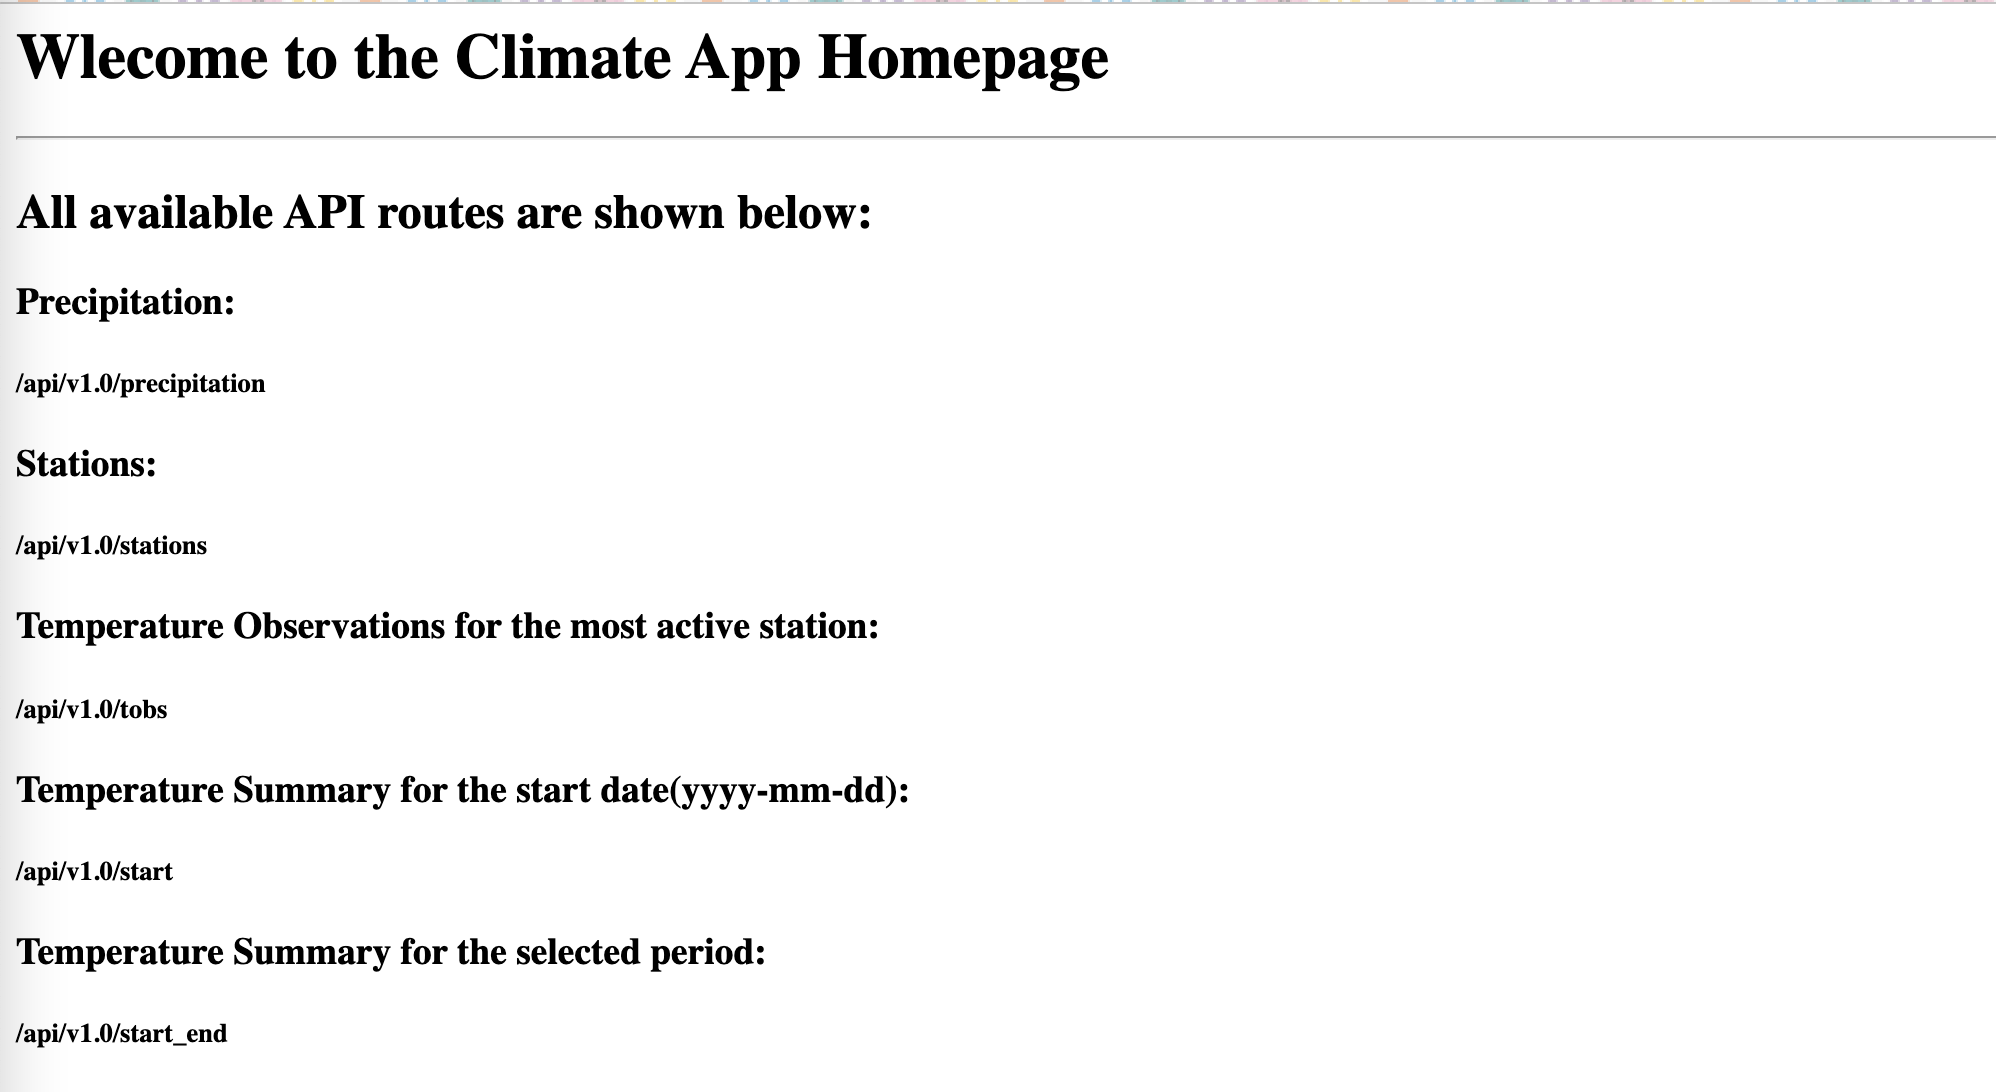 Wlecome to the Climate App Homepage
All available API routes are shown below:
Precipitation:
/api/v1.0/precipitation
Stations:
/api/v1.0/stations
Temperature Observations for the most active station:
/api/v1.0/tobs
Temperature Summary for the start date(yyyy-mm-dd):
/api/v1.0/start
Temperature Summary for the selected period:
/api/v1.0/start_end